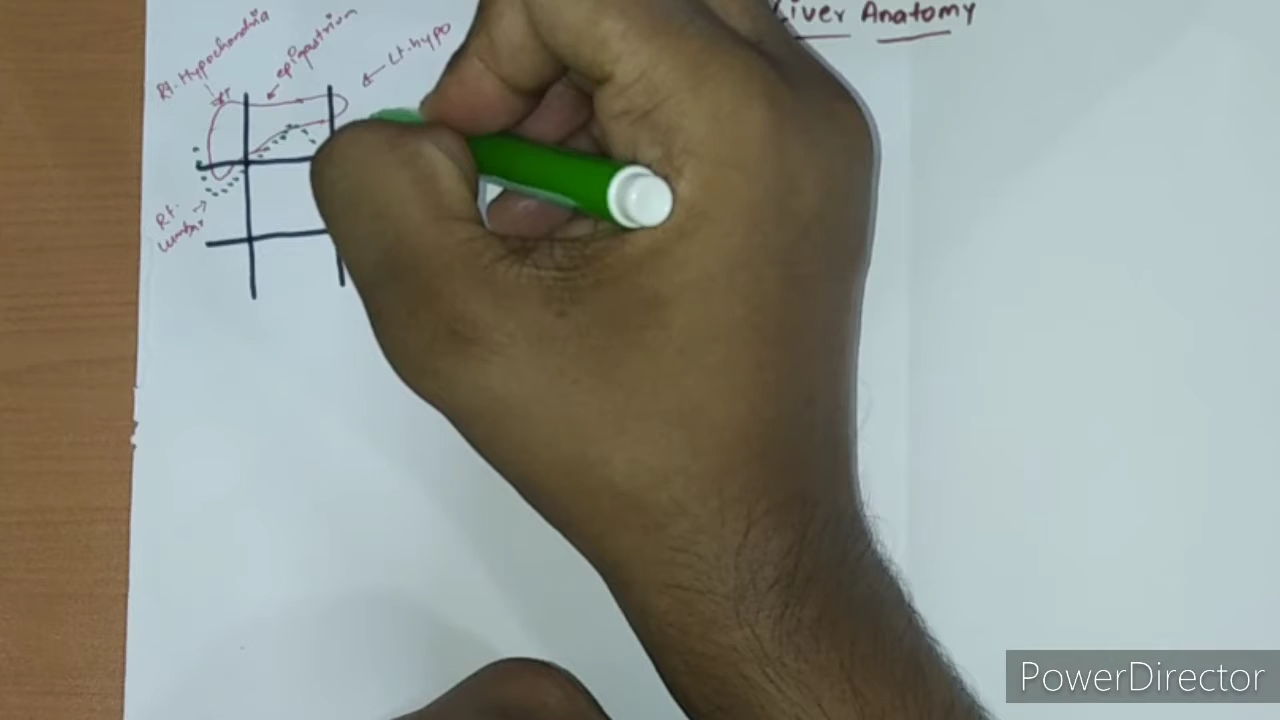 Liver Anatomy
Rt. Hypochondria
epigastrium
Lt. hypo
Rt.
lumbar
PowerDirector